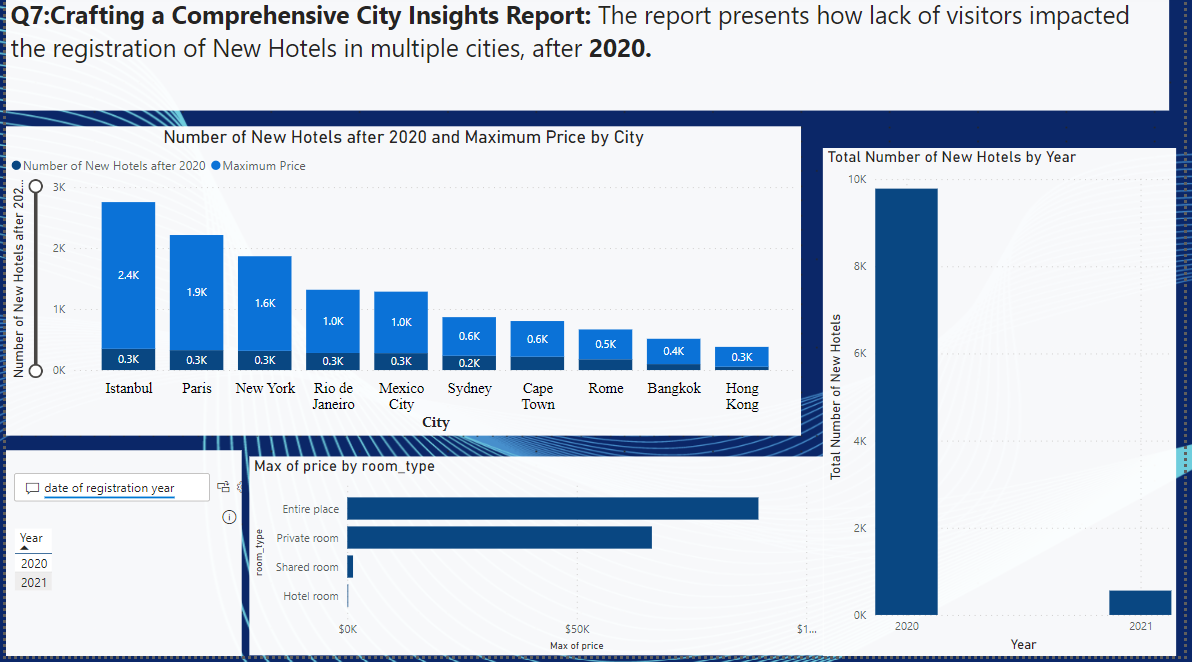 Q7:Crafting a Comprehensive City Insights Report: The report presents how lack of visitors impacted
the registration of New Hotels in multiple cities, after 2020.
Number of New Hotels after 2020 and Maximum Price by City
Number of New Hotels after 2020 Maximum Price
Number of New Hotels after 202...
3K
2K
1K
0K
2.4K
1.9K
1.6K
1.0K
1.0K
0.6K
0.6K
0.5K
0.4K
0.3K
0.3K
0.3K
0.3K
0.3K
0.3K
0.2K
Istanbul
Paris
New York
Rio de
Janeiro
Mexico
City
Sydney
Cape
Town
Rome
Bangkok
Hong
Kong
City
Total Number of New Hotels by Year
Total Number of New Hotels
10K
8K
6K
4K
2K
0K
2020
2021
Year
date of registration year
Year
2020
2021
Max of price by room_type
room_type
Entire place
Private room
Shared room
Hotel room
$0K
$50K
$1...
Max of price